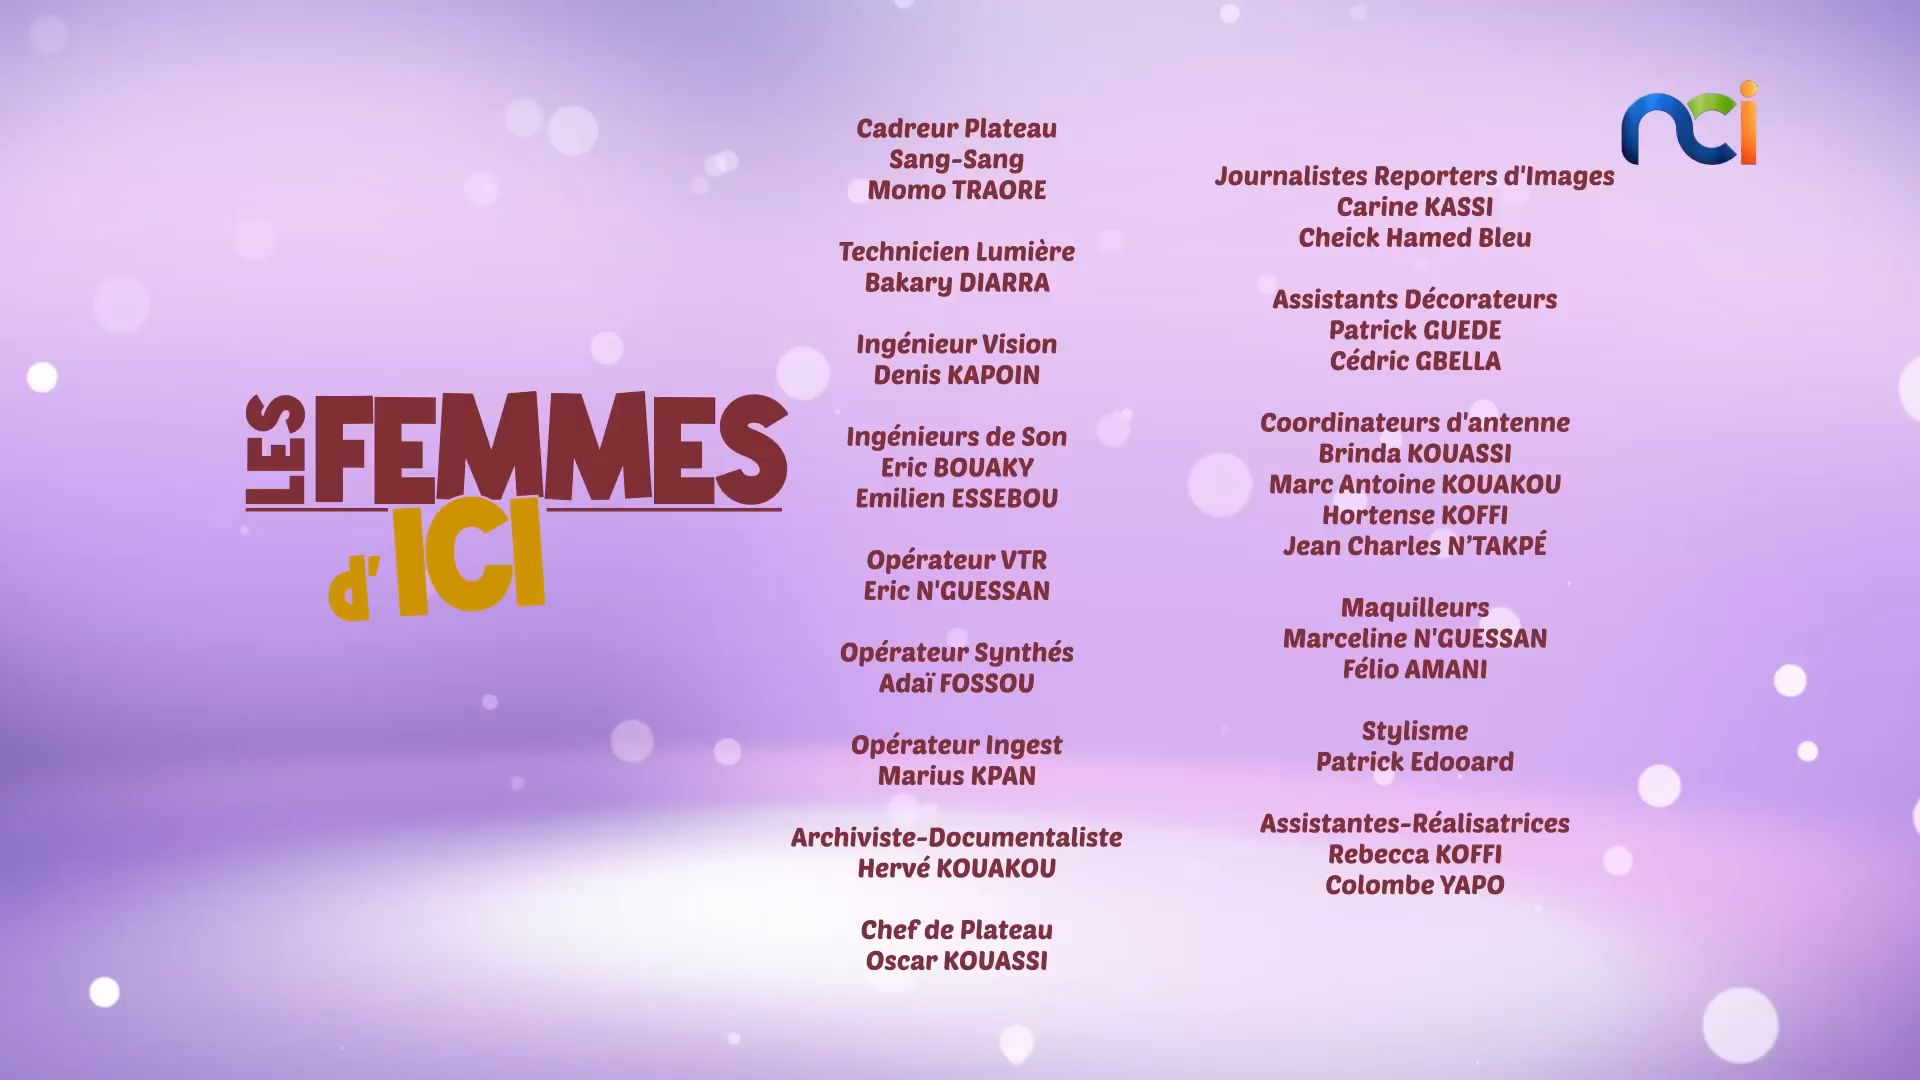 LES FEMMES
d'ICI
Cadreur Plateau
Sang-Sang
Momo TRAORE
Technicien Lumière
Bakary DIARRA
Ingénieur Vision
Denis KAPOIN
Ingénieurs de Son
Eric BOUAKY
Emilien ESSEBOU
Opérateur VTR
Eric N'GUESSAN
Opérateur Synthés
Adaï FOSSOU
Opérateur Ingest
Marius KPAN
Archiviste-Documentaliste
Hervé KOUAKOU
Chef de Plateau
Oscar KOUASSI
nci
Journalistes Reporters d'Images
Carine KASSI
Cheick Hamed Bleu
Assistants Décorateurs
Patrick GUEDE
Cédric GBELLA
Coordinateurs d'antenne
Brinda KOUASSI
Marc Antoine KOUAKOU
Hortense KOFFI
Jean Charles N’TAKPÉ
Maquilleurs
Marceline N'GUESSAN
Félio AMANI
Stylisme
Patrick Edooard
Assistantes-Réalisatrices
Rebecca KOFFI
Colombe YAPO